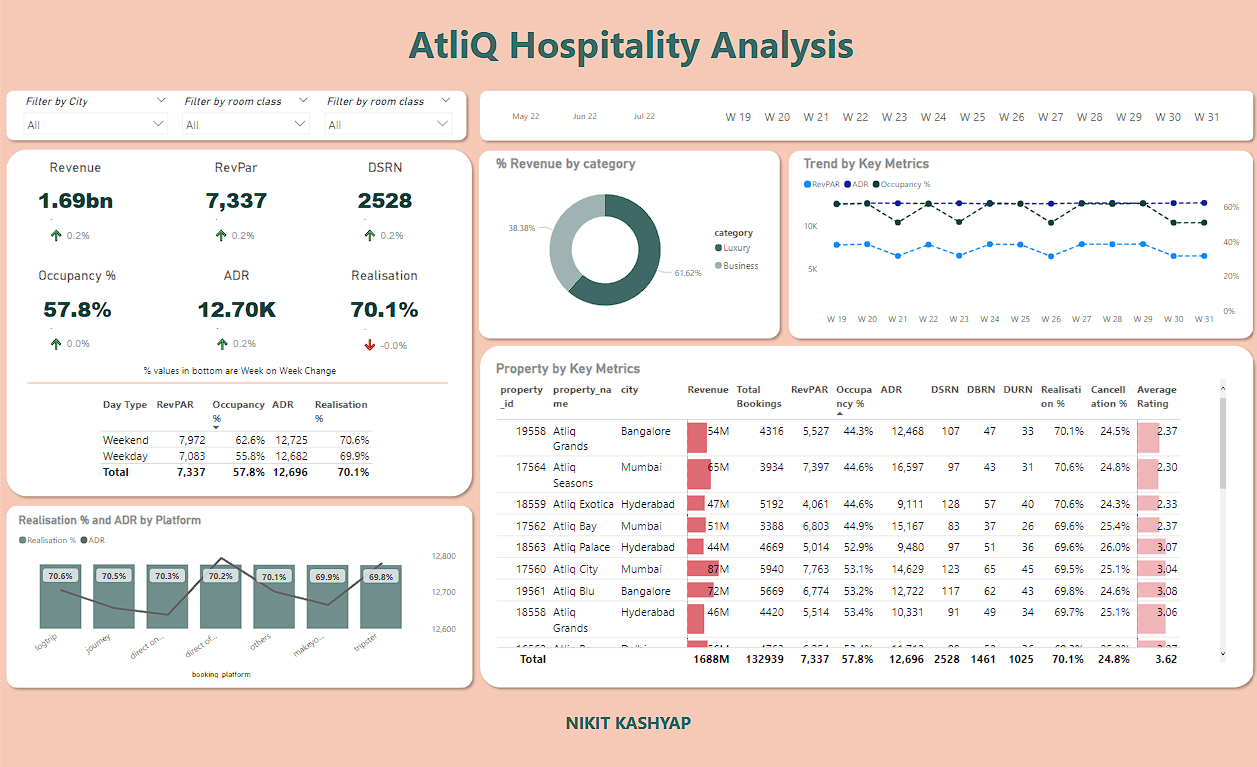 AtliQ Hospitality Analysis
Filter by City
Filter by room class
Filter by room class
All
All
All
May 22 Jun 22 Jul 22
W 19 W 20 W 21 W 22 W 23 W 24 W 25 W 26 W 27 W 28 W 29 W 30 W 31
Revenue RevPar DSRN
1.69bn 7,337 2528
0.2% 0.2% 0.2%
Occupancy % ADR Realisation
57.8% 12.70K 70.1%
0.0% 0.2% -0.0%
% values in bottom are Week on Week Change
Day Type RevPAR Occupancy ADR Realisation
% %
Weekend 7,972 62.6% 12,725 70.6%
Weekday 7,083 55.8% 12,682 69.9%
Total 7,337 57.8% 12,696 70.1%
Realisation % and ADR by Platform
Realisation % ADR
12,800
12,700
12,600
70.6% 70.5% 70.3% 70.2% 70.1% 69.9% 69.8%
logtrip journey direct on... direct of... others makeyo... tripster
booking_platform
% Revenue by category
38.38%
61.62%
category
Luxury
Business
Trend by Key Metrics
RevPAR ADR Occupancy %
10K
5K
60%
40%
20%
0%
W 19 W 20 W 21 W 22 W 23 W 24 W 25 W 26 W 27 W 28 W 29 W 30 W 31
Property by Key Metrics
property property_na city Revenue Total RevPAR Occupa ADR DSRN DBRN DURN Realisati Cancell Average
_id me Bookings ncy % on % ation % Rating
19558 Atliq Bangalore 54M 4316 5,527 44.3% 12,468 107 47 33 70.1% 24.5% 2.37
Grands
17564 Atliq Mumbai 65M 3934 7,397 44.6% 16,597 97 43 31 70.6% 24.8% 2.30
Seasons
18559 Atliq Exotica Hyderabad 47M 5192 4,061 44.6% 9,111 128 57 40 70.6% 24.3% 2.33
17562 Atliq Bay Mumbai 51M 3388 6,803 44.9% 15,167 83 37 26 69.6% 25.4% 2.37
18563 Atliq Palace Hyderabad 44M 4669 5,014 52.9% 9,480 97 51 36 69.6% 26.0% 3.07
17560 Atliq City Mumbai 87M 5940 7,763 53.1% 14,629 123 65 45 69.5% 25.1% 3.04
19561 Atliq Blu Bangalore 72M 5669 6,774 53.2% 12,722 117 62 43 69.8% 24.6% 3.08
18558 Atliq Hyderabad 46M 4420 5,514 53.4% 10,331 91 49 34 69.7% 25.1% 3.06
Grands
Total 1688M 132939 7,337 57.8% 12,696 2528 1461 1025 70.1% 24.8% 3.62
NIKIT KASHYAP